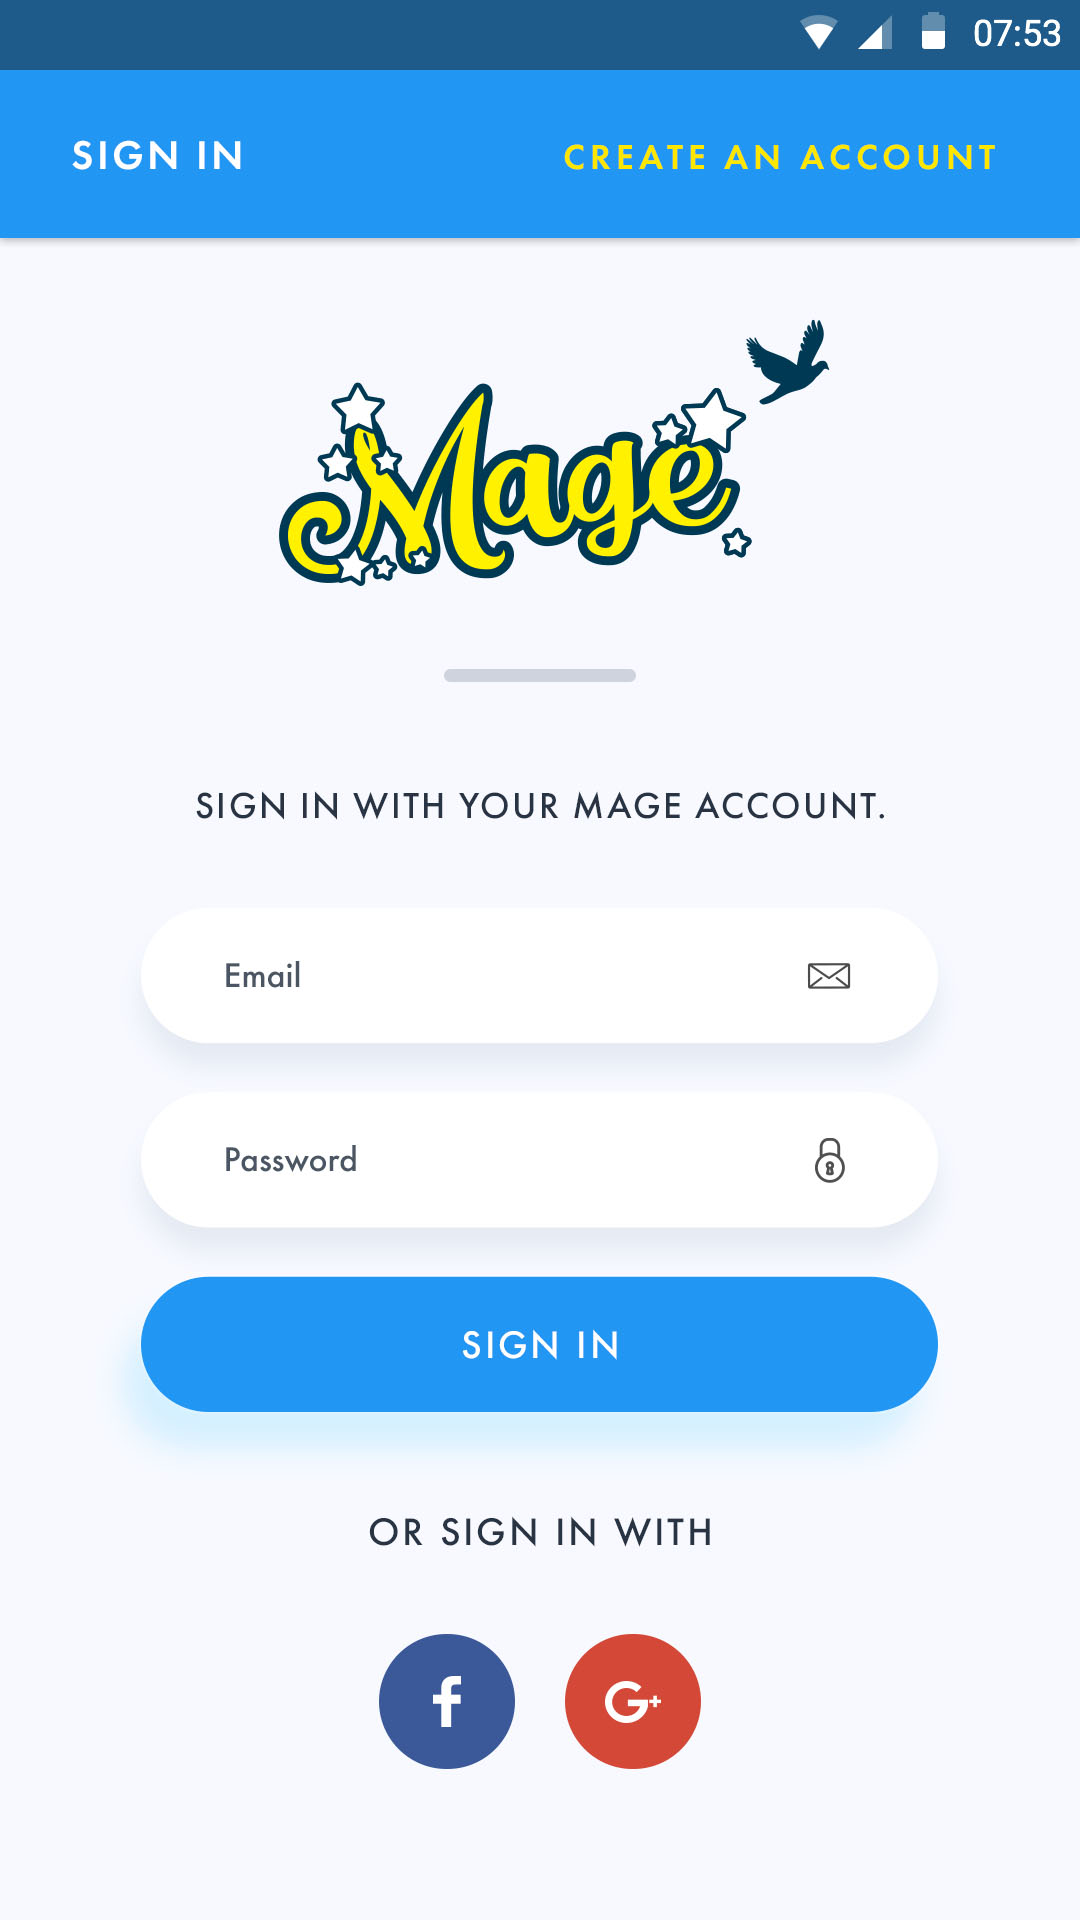 07:53
SIGN IN
CREATE AN ACCOUNT
Mage
SIGN IN WITH YOUR MAGE ACCOUNT.
Email
Password
SIGN IN
OR SIGN IN WITH
f
G+